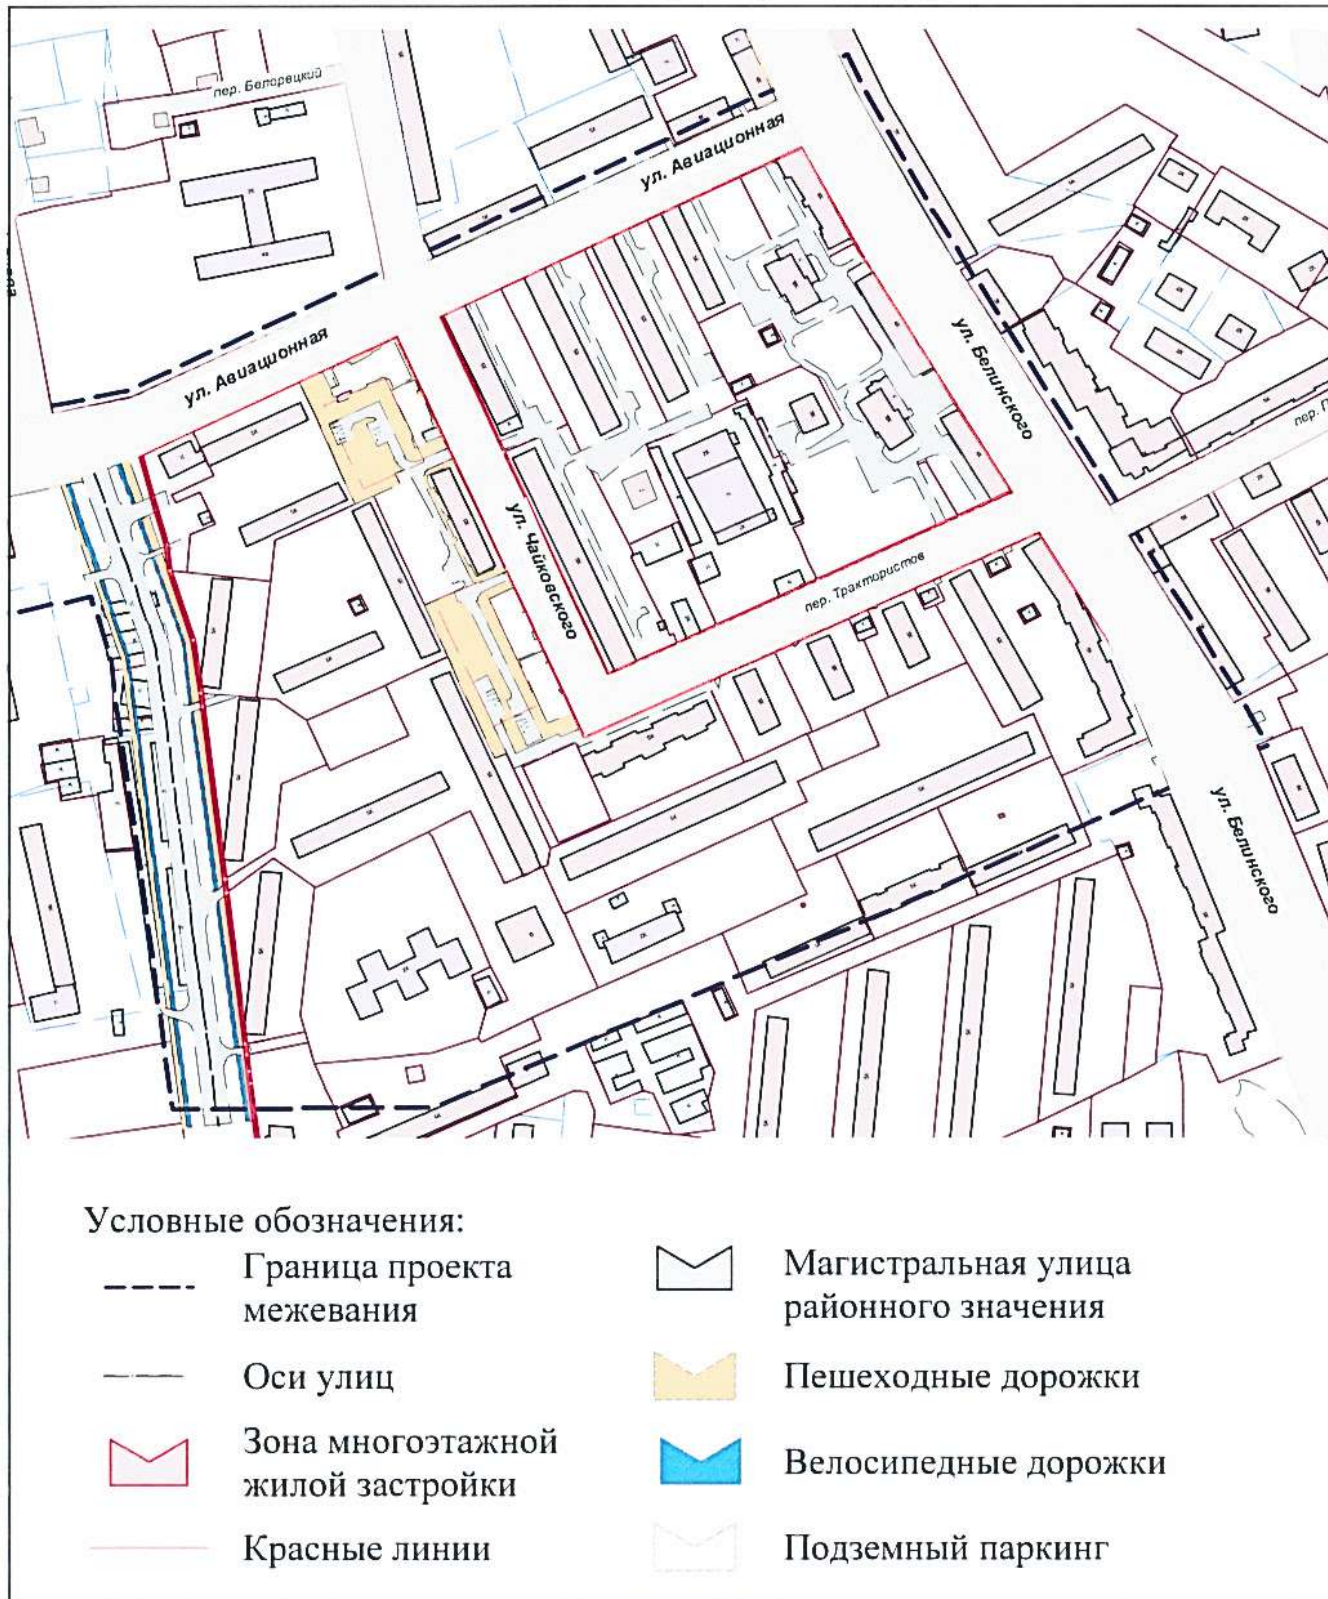 пер. Белорецкий
ул. Авиационная
ул. Авиационная
ул. Белинского
ул. Чайковского
пер. Трактористов
ул. Белинского
Условные обозначения:
Граница проекта
межевания
Оси улиц
Зона многоэтажной
жилой застройки
Красные линии
Магистральная улица
районного значения
Пешеходные дорожки
Велосипедные дорожки
Подземный паркинг